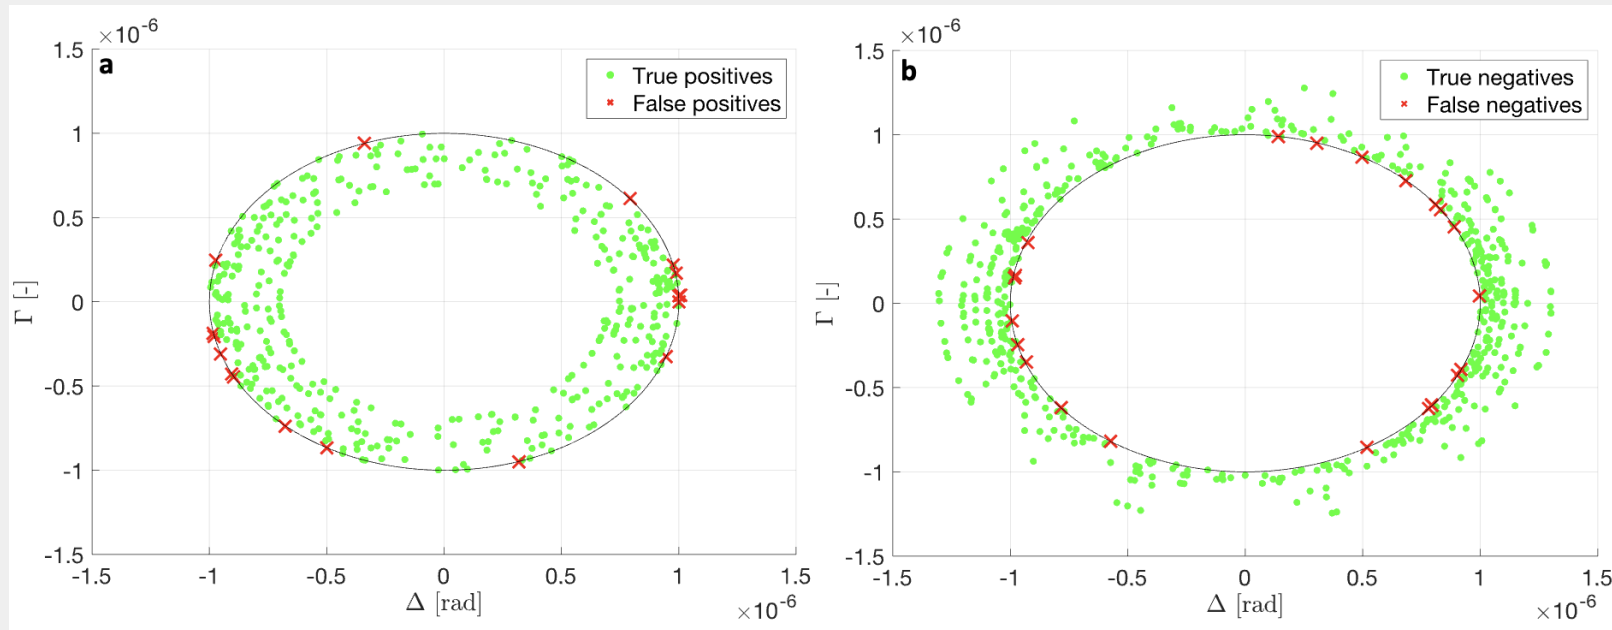 ×10⁻⁶
1.5
a
True positives
False positives
1
0.5
Γ [-]
0
-0.5
-1
-1.5
-1.5 -1 -0.5 0 0.5 1 1.5
Δ [rad]
×10⁻⁶
×10⁻⁶
1.5
b
True negatives
False negatives
1
0.5
Γ [-]
0
-0.5
-1
-1.5
-1.5 -1 -0.5 0 0.5 1 1.5
Δ [rad]
×10⁻⁶